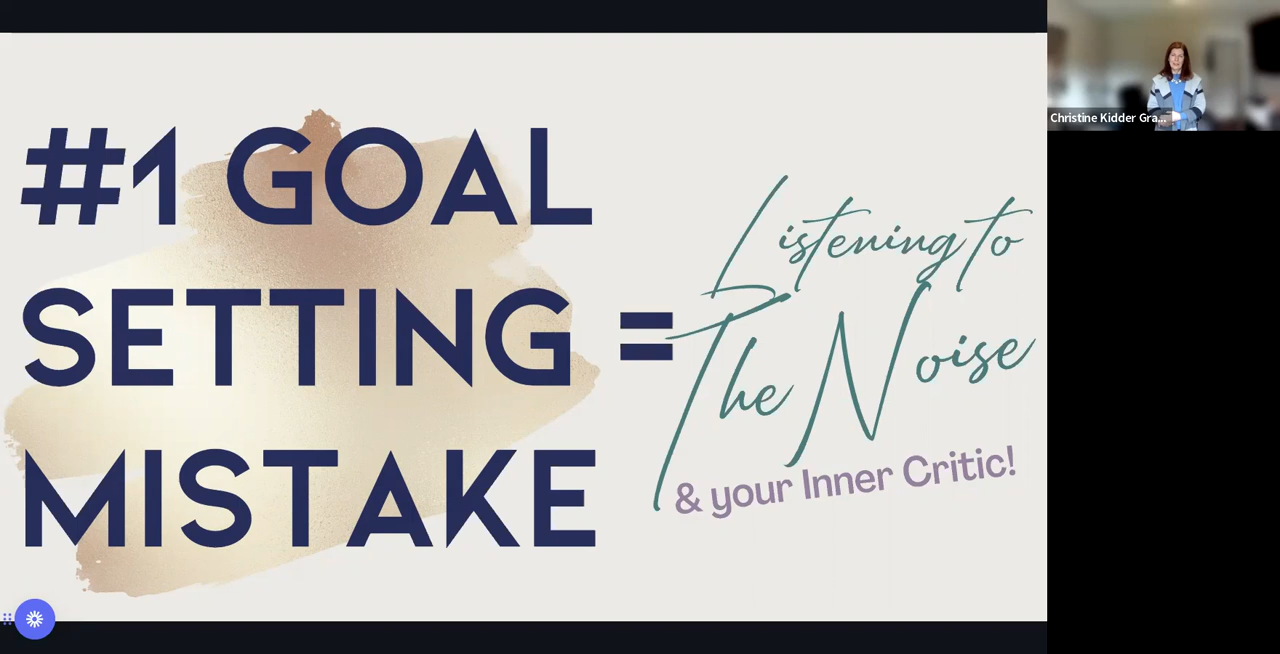 #1 GOAL
SETTING =
MISTAKE
Listening to
The Noise
& your Inner Critic!
Christine Kidder Gra...